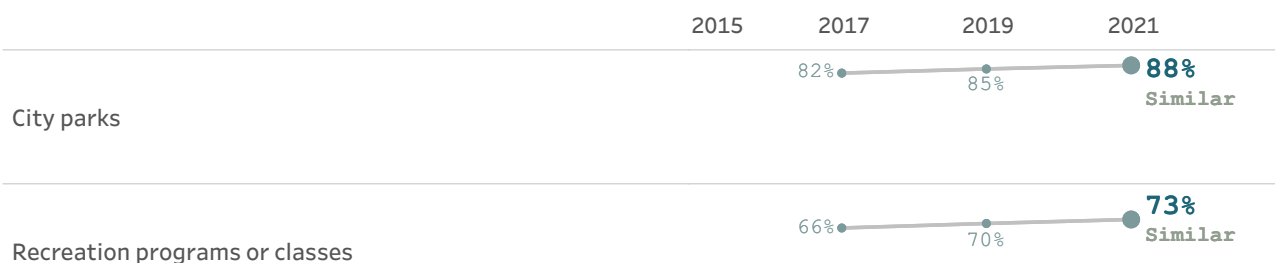 2015 2017 2019 2021
82% 88%
85%
Similar
City parks
73%
66%
Similar
70%
Recreation programs or classes